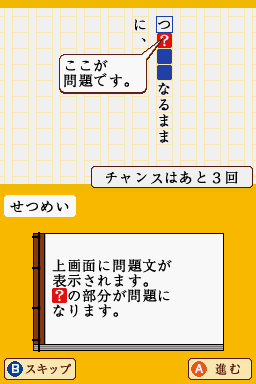 つ?■■なるまま
に、
ここが
問題です。
チャンスはあと3回
せつめい
上画面に問題文が
表示されます。
?の部分が問題に
なります。
Bスキップ
A進む